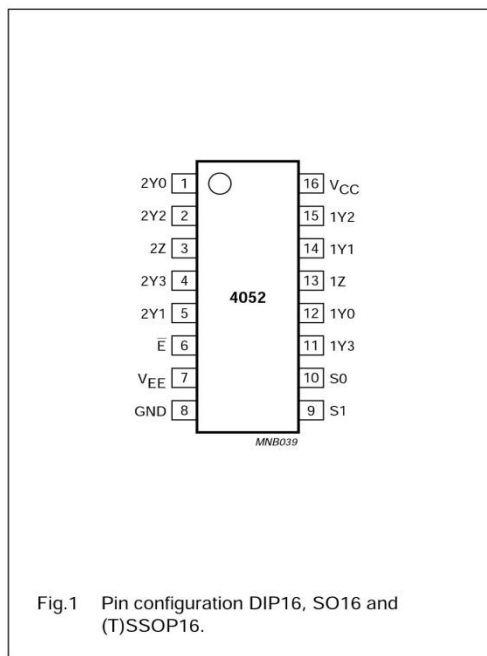 2Y0 1 16 VCC
2Y2 2 15 1Y2
2Z 3 14 1Y1
2Y3 4 13 1Z
4052
2Y1 5 12 1Y0
E̅ 6 11 1Y3
VEE 7 10 S0
GND 8 9 S1
MNB039
Fig.1 Pin configuration DIP16, SO16 and
(T)SSOP16.